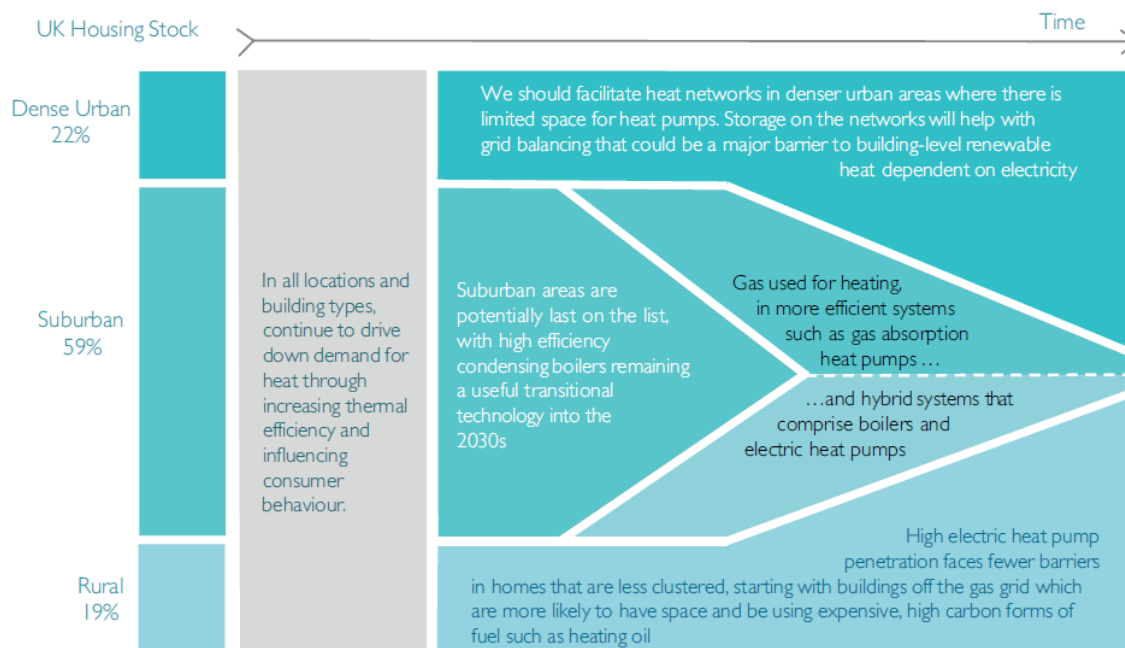 UK Housing Stock
Time
Dense Urban
22%
We should facilitate heat networks in denser urban areas where there is
limited space for heat pumps. Storage on the networks will help with
grid balancing that could be a major barrier to building-level renewable
heat dependent on electricity
Suburban
59%
In all locations and
building types,
continue to drive
down demand for
heat through
increasing thermal
efficiency and
influencing
consumer
behaviour.
Suburban areas are
potentially last on the list,
with high efficiency
condensing boilers remaining
a useful transitional
technology into the
2030s
Gas used for heating,
in more efficient systems
such as gas absorption
heat pumps …
…and hybrid systems that
comprise boilers and
electric heat pumps
Rural
19%
High electric heat pump
penetration faces fewer barriers
in homes that are less clustered, starting with buildings off the gas grid which
are more likely to have space and be using expensive, high carbon forms of
fuel such as heating oil